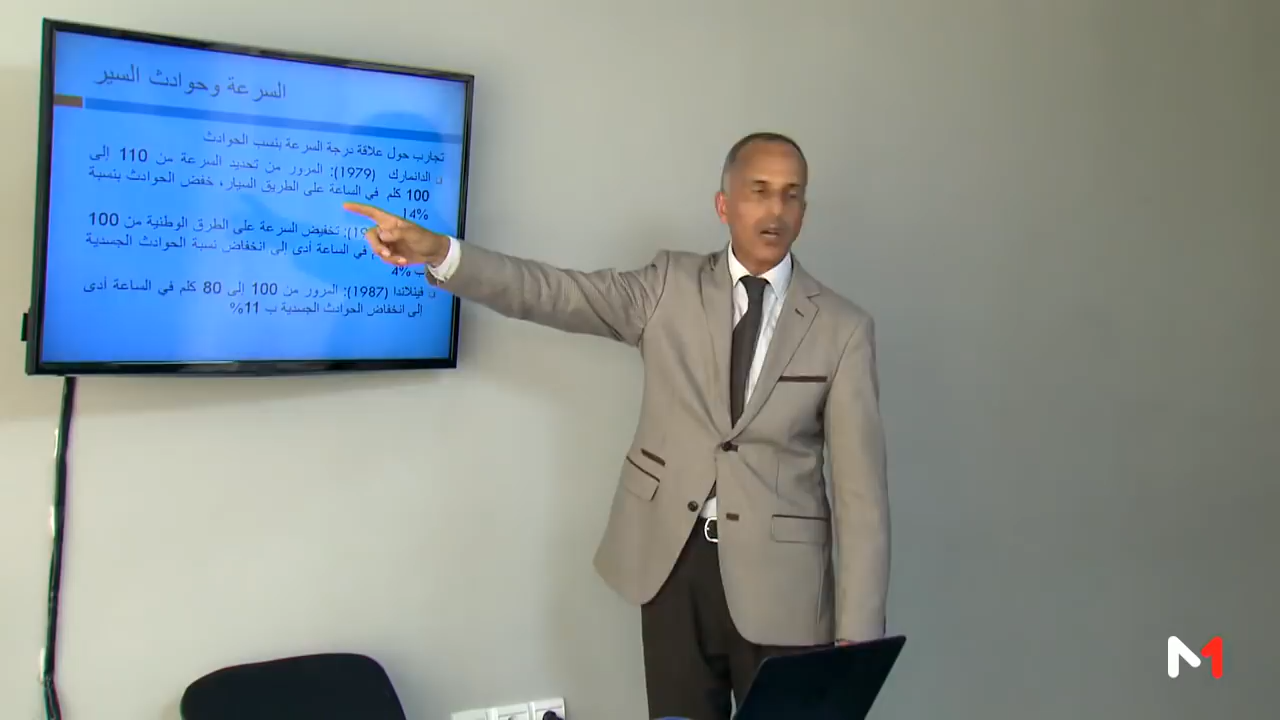 السرعة وحوادث السير
تجارب حول علاقة درجة السرعة بنسب الحوادث
الدانمارك (1979): المرور من تحديد السرعة من 110 إلى
100 كلم في الساعة على الطريق السيار، خفض الحوادث بنسبة
14%
تخفيض السرعة على الطرق الوطنية من 100
في الساعة أدى إلى انخفاض نسبة الحوادث الجسدية
ب 4%
فينلاندا (1987): المرور من 100 إلى 80 كلم في الساعة أدى
إلى انخفاض الحوادث الجسدية ب 11%
M1